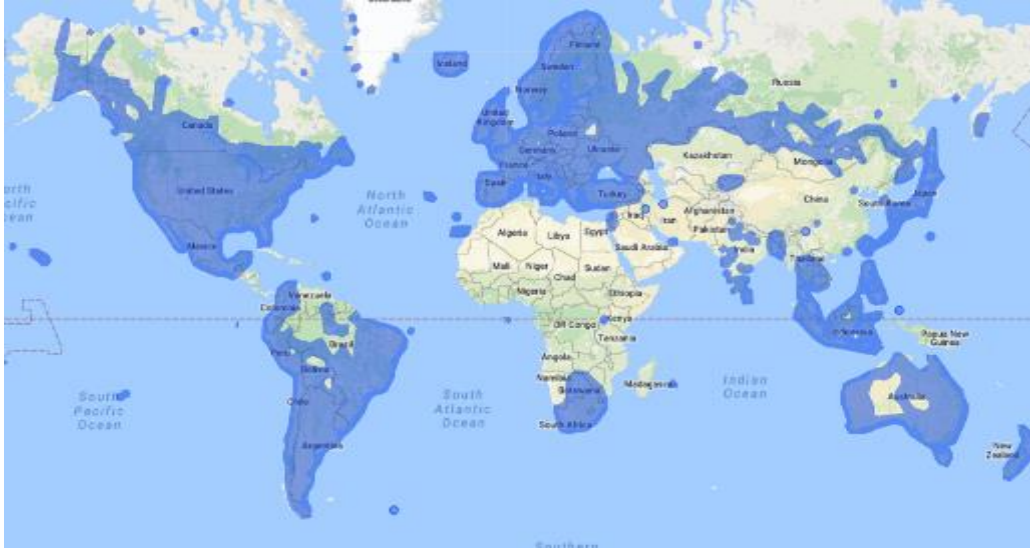 Iceland
Finland
Sweden
Norway
Russia
United
Kingdom
Canada
Poland
Germany
Ukraine
France
Kazakhstan
Mongolia
Italy
Spain
Turkey
United States
North
Atlantic
Ocean
China
South Korea
Japan
Afghanistan
Iraq
Iran
Pakistan
Algeria
Libya
Egypt
Saudi Arabia
India
Mexico
Mali
Niger
Chad
Sudan
Thailand
Nigeria
Ethiopia
Venezuela
Colombia
DR Congo
Kenya
Tanzania
Indonesia
Papua New
Guinea
Peru
Brazil
Bolivia
Angola
Namibia
Botswana
Madagascar
Indian
Ocean
South
Pacific
Ocean
Chile
South
Atlantic
Ocean
South Africa
Australia
Argentina
New
Zealand
Southern